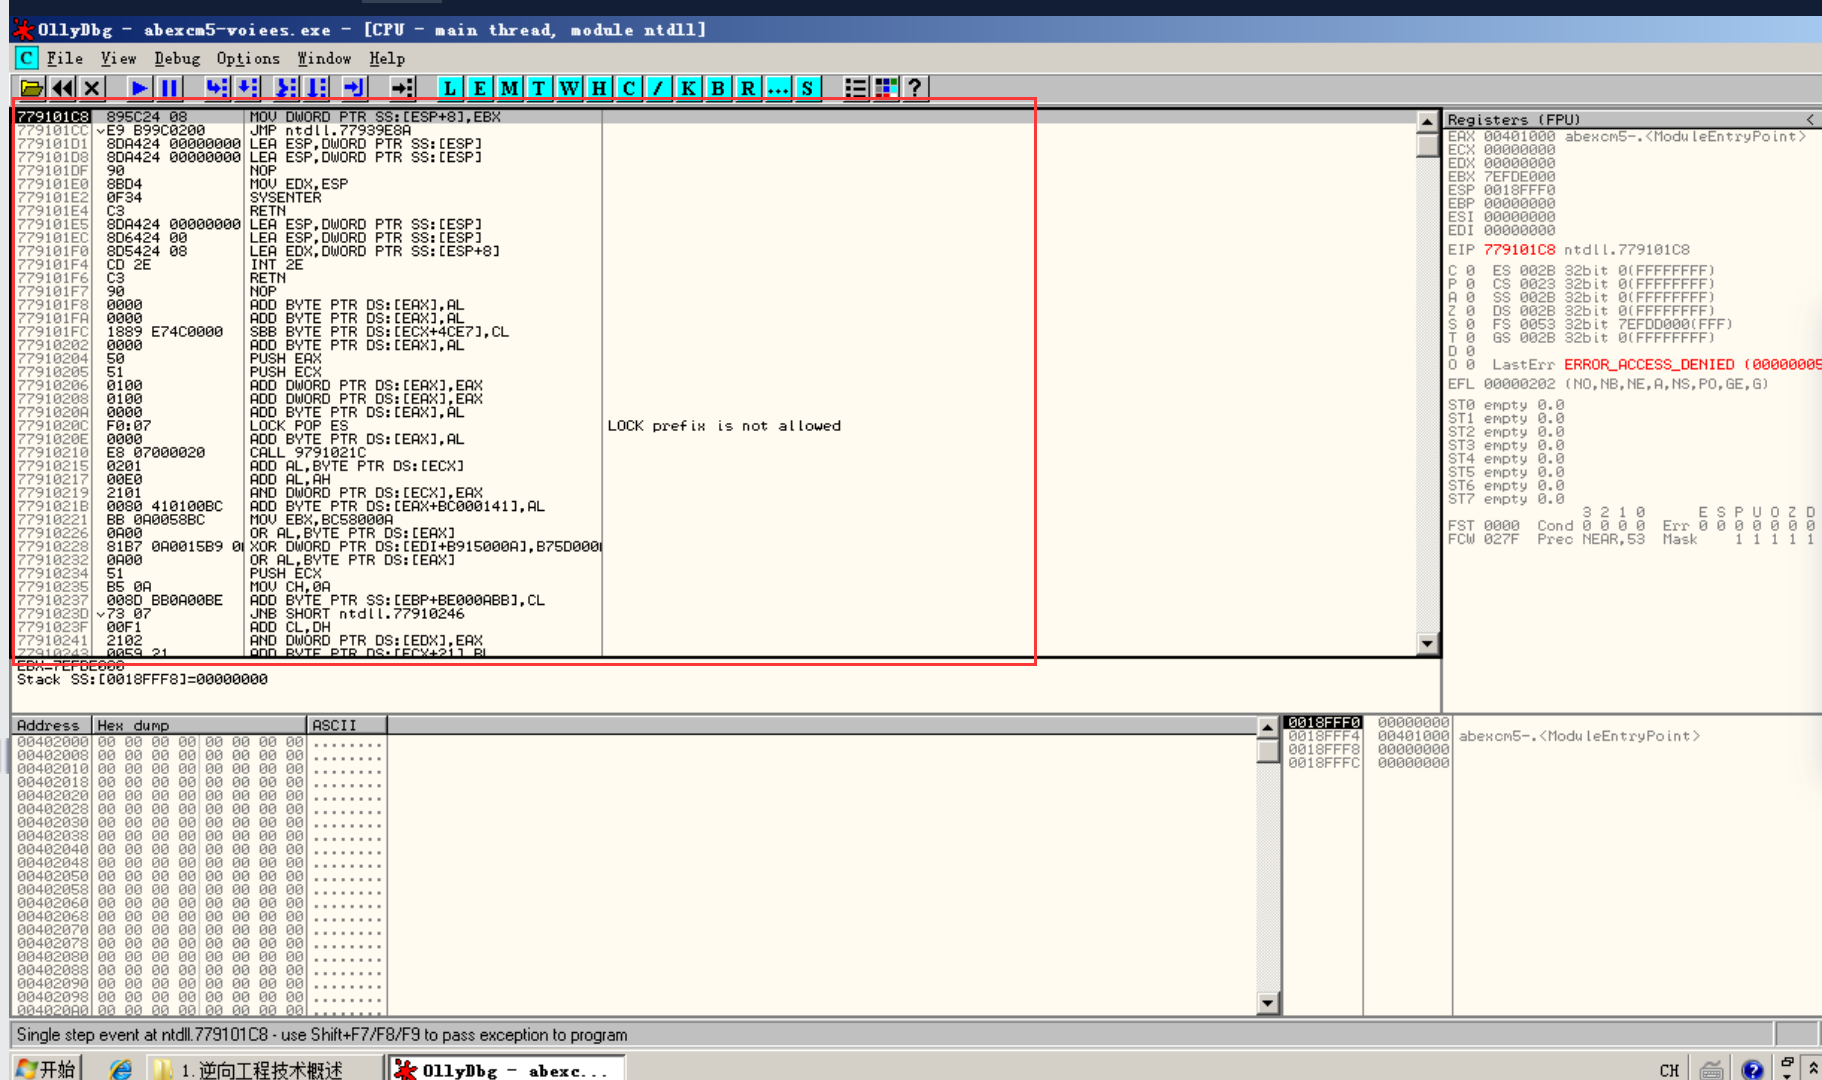 OllyDbg - abexcm5-voiees.exe - [CPU - main thread, module ntdll]
C File View Debug Options Window Help
L E M T W H C / K B R ... S ?
779101C8 895C24 08 MOV DWORD PTR SS:[ESP+8],EBX
779101CC E9 B99C0200 JMP ntdll.77939E8A
779101D1 8DA424 00000000 LEA ESP,DWORD PTR SS:[ESP]
779101D8 8DA424 00000000 LEA ESP,DWORD PTR SS:[ESP]
779101DF 90 NOP
779101E0 8BD4 MOV EDX,ESP
779101E2 0F34 SYSENTER
779101E4 C3 RETN
779101E5 8DA424 00000000 LEA ESP,DWORD PTR SS:[ESP]
779101EC 8D6424 00 LEA ESP,DWORD PTR SS:[ESP]
779101F0 8D5424 08 LEA EDX,DWORD PTR SS:[ESP+8]
779101F4 CD 2E INT 2E
779101F6 C3 RETN
779101F7 90 NOP
779101F8 0000 ADD BYTE PTR DS:[EAX],AL
779101FA 0000 ADD BYTE PTR DS:[EAX],AL
779101FC 1889 E74C0000 SBB BYTE PTR DS:[ECX+4CE7],CL
77910202 0000 ADD BYTE PTR DS:[EAX],AL
77910204 50 PUSH EAX
77910205 51 PUSH ECX
77910206 0100 ADD DWORD PTR DS:[EAX],EAX
77910208 0100 ADD DWORD PTR DS:[EAX],EAX
7791020A 0000 ADD BYTE PTR DS:[EAX],AL
7791020C F0:07 LOCK POP ES LOCK prefix is not allowed
7791020E 0000 ADD BYTE PTR DS:[EAX],AL
77910210 E8 07000020 CALL 9791021C
77910215 0201 ADD AL,BYTE PTR DS:[ECX]
77910217 00E0 ADD AL,AH
77910219 2101 AND DWORD PTR DS:[ECX],EAX
7791021B 0080 410100BC ADD BYTE PTR DS:[EAX+BC000141],AL
77910221 BB 0A0058BC MOV EBX,BC58000A
77910226 0A00 OR AL,BYTE PTR DS:[EAX]
77910228 81B7 0A0015B9 0 XOR DWORD PTR DS:[EDI+B915000A],B75D000
77910232 0A00 OR AL,BYTE PTR DS:[EAX]
77910234 51 PUSH ECX
77910235 B5 0A MOV CH,0A
77910237 008D BB0A00BE ADD BYTE PTR SS:[EBP+BE000ABB],CL
7791023D 73 07 JNB SHORT ntdll.77910246
7791023F 00F1 ADD CL,DH
77910241 2102 AND DWORD PTR DS:[EDX],EAX
77910243 0059 21 ADD BYTE PTR DS:[ECX+21],BL
EBX=7EFDE000
Stack SS:[0018FFF8]=00000000
Registers (FPU) <
EAX 00401000 abexcm5-.<ModuleEntryPoint>
ECX 00000000
EDX 00000000
EBX 7EFDE000
ESP 0018FFF0
EBP 00000000
ESI 00000000
EDI 00000000
EIP 779101C8 ntdll.779101C8
C 0 ES 002B 32bit 0(FFFFFFFF)
P 0 CS 0023 32bit 0(FFFFFFFF)
A 0 SS 002B 32bit 0(FFFFFFFF)
Z 0 DS 002B 32bit 0(FFFFFFFF)
S 0 FS 0053 32bit 7EFDD000(FFF)
T 0 GS 002B 32bit 0(FFFFFFFF)
D 0
O 0 LastErr ERROR_ACCESS_DENIED (00000005
EFL 00000202 (NO,NB,NE,A,NS,PO,GE,G)
ST0 empty 0.0
ST1 empty 0.0
ST2 empty 0.0
ST3 empty 0.0
ST4 empty 0.0
ST5 empty 0.0
ST6 empty 0.0
ST7 empty 0.0
3 2 1 0 E S P U O Z D
FST 0000 Cond 0 0 0 0 Err 0 0 0 0 0 0 0
FCW 027F Prec NEAR,53 Mask 1 1 1 1 1
Address Hex dump ASCII
00402000 00 00 00 00 00 00 00 00 ........
00402008 00 00 00 00 00 00 00 00 ........
00402010 00 00 00 00 00 00 00 00 ........
00402018 00 00 00 00 00 00 00 00 ........
00402020 00 00 00 00 00 00 00 00 ........
00402028 00 00 00 00 00 00 00 00 ........
00402030 00 00 00 00 00 00 00 00 ........
00402038 00 00 00 00 00 00 00 00 ........
00402040 00 00 00 00 00 00 00 00 ........
00402048 00 00 00 00 00 00 00 00 ........
00402050 00 00 00 00 00 00 00 00 ........
00402058 00 00 00 00 00 00 00 00 ........
00402060 00 00 00 00 00 00 00 00 ........
00402068 00 00 00 00 00 00 00 00 ........
00402070 00 00 00 00 00 00 00 00 ........
00402078 00 00 00 00 00 00 00 00 ........
00402080 00 00 00 00 00 00 00 00 ........
00402088 00 00 00 00 00 00 00 00 ........
00402090 00 00 00 00 00 00 00 00 ........
00402098 00 00 00 00 00 00 00 00 ........
004020A0 00 00 00 00 00 00 00 00 ........
0018FFF0 00000000
0018FFF4 00401000 abexcm5-.<ModuleEntryPoint>
0018FFF8 00000000
0018FFFC 00000000
Single step event at ntdll.779101C8 - use Shift+F7/F8/F9 to pass exception to program
开始 1.逆向工程技术概述 OllyDbg - abexc... CH